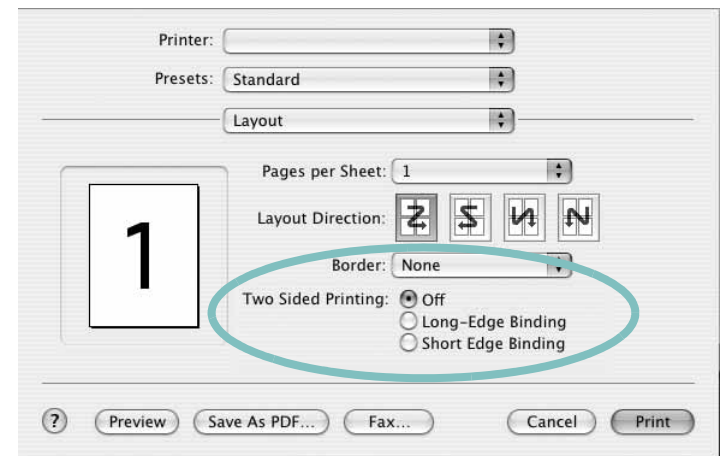 Printer:
Presets: Standard
Layout
Pages per Sheet: 1
Layout Direction:
1
Border: None
Two Sided Printing: Off
Long-Edge Binding
Short Edge Binding
? Preview Save As PDF... Fax... Cancel Print